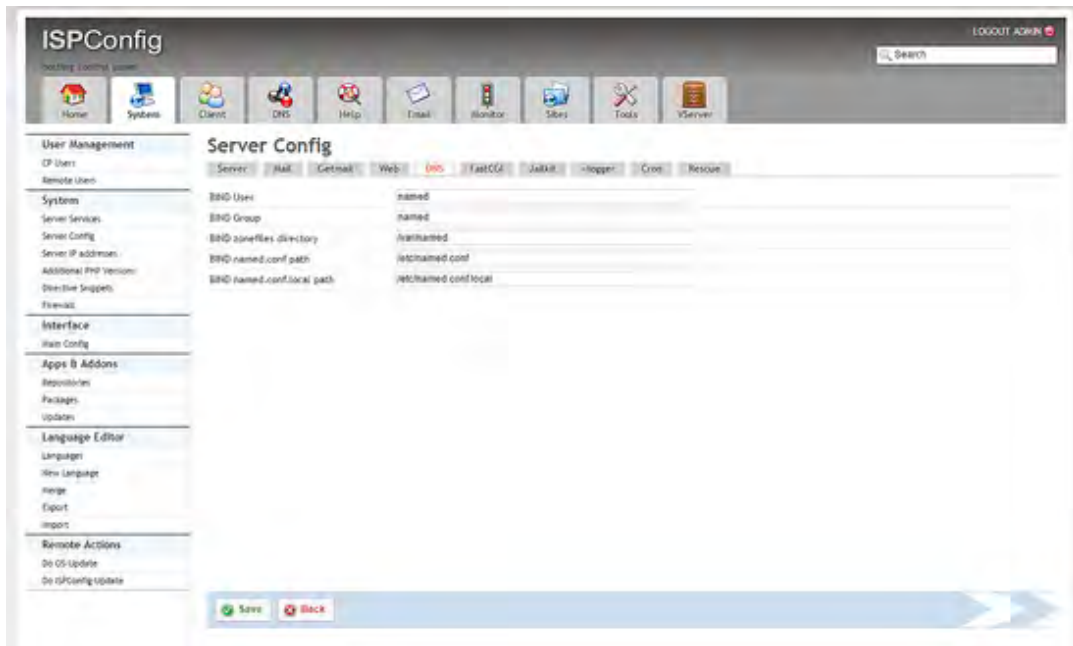 ISPConfig
LOGOUT ADMIN
hosting control panel
Search
Home System Client DNS Help Email Monitor Sites Tools VServer
User Management
CP Users
Remote Users
System
Server Services
Server Config
Server IP addresses
Additional PHP Versions
Directive Snippets
Firewall
Interface
Main Config
Apps & Addons
Repositories
Packages
Updates
Language Editor
Languages
New Language
Merge
Export
Import
Remote Actions
Do OS-Update
Do ISPConfig-Update
Server Config
Server Mail Getmail Web DNS FastCGI Jailkit vlogger Cron Rescue
BIND User named
BIND Group named
BIND zonefiles directory /var/named
BIND named.conf path /etc/named.conf
BIND named.conf.local path /etc/named.conf.local
Save Back